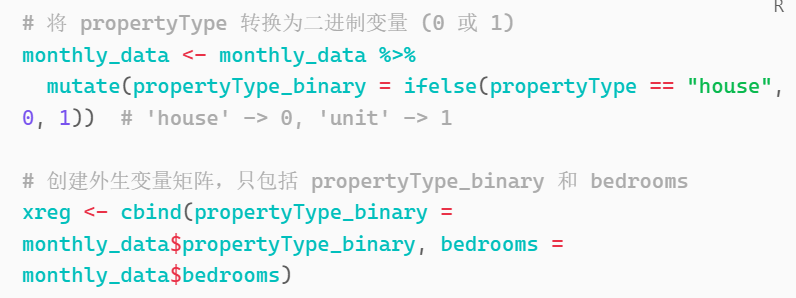 R
# 将 propertyType 转换为二进制变量 (0 或 1)
monthly_data <- monthly_data %>%
  mutate(propertyType_binary = ifelse(propertyType == "house",
0, 1))  # 'house' -> 0, 'unit' -> 1
# 创建外生变量矩阵，只包括 propertyType_binary 和 bedrooms
xreg <- cbind(propertyType_binary =
monthly_data$propertyType_binary, bedrooms =
monthly_data$bedrooms)